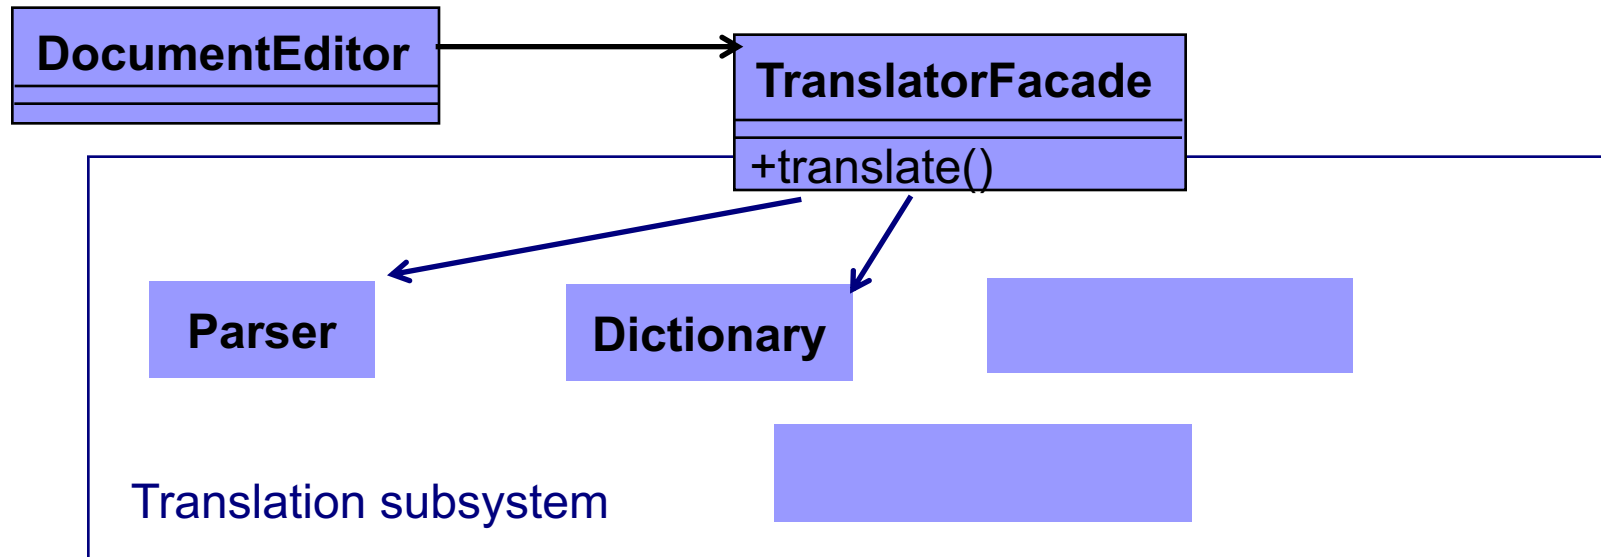 DocumentEditor
TranslatorFacade
+translate()
Parser
Dictionary
Translation subsystem